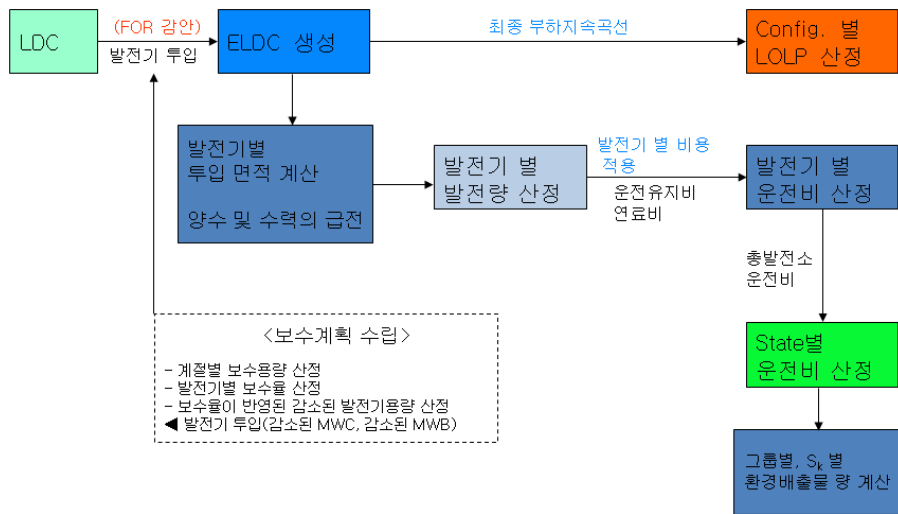 LDC
(FOR 감안)
발전기 투입
ELDC 생성
최종 부하지속곡선
Config. 별
LOLP 산정
발전기별
투입 면적 계산
양수 및 수력의 급전
발전기 별
발전량 산정
발전기 별 비용
적용
운전유지비
연료비
발전기 별
운전비 산정
총발전소
운전비
<보수계획 수립>
- 계절별 보수용량 산정
- 발전기별 보수율 산정
- 보수율이 반영된 감소된 발전기용량 산정
◀ 발전기 투입(감소된 MWC, 감소된 MWB)
State별
운전비 산정
그룹별, Sk 별
환경배출물 량 계산